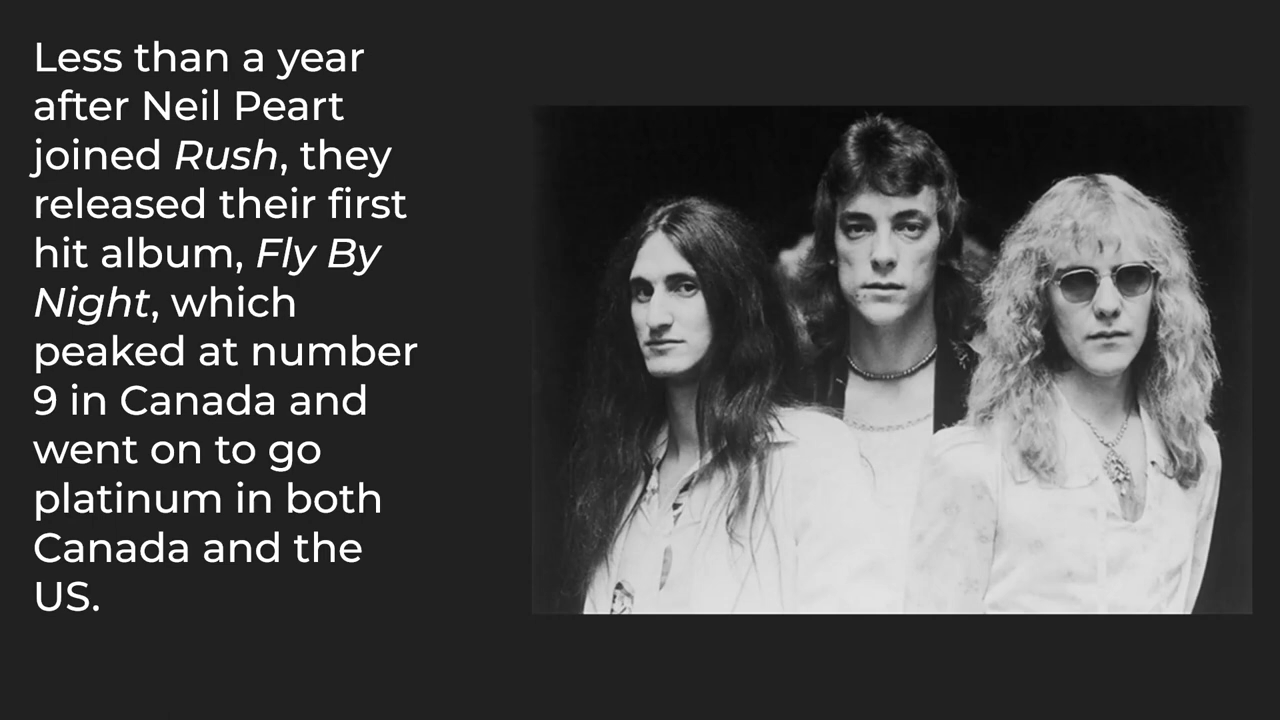 Less than a year
after Neil Peart
joined Rush, they
released their first
hit album, Fly By
Night, which
peaked at number
9 in Canada and
went on to go
platinum in both
Canada and the
US.